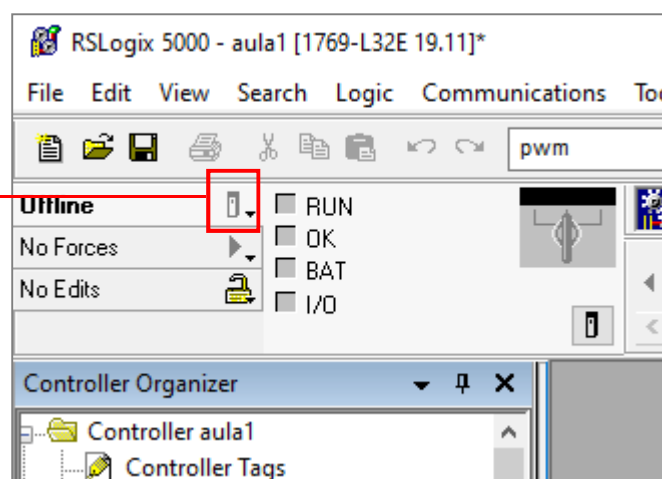 RSLogix 5000 - aula1 [1769-L32E 19.11]*
File Edit View Search Logic Communications Too
pwm
Offline
RUN
No Forces
OK
BAT
No Edits
I/O
Controller Organizer
Controller aula1
Controller Tags